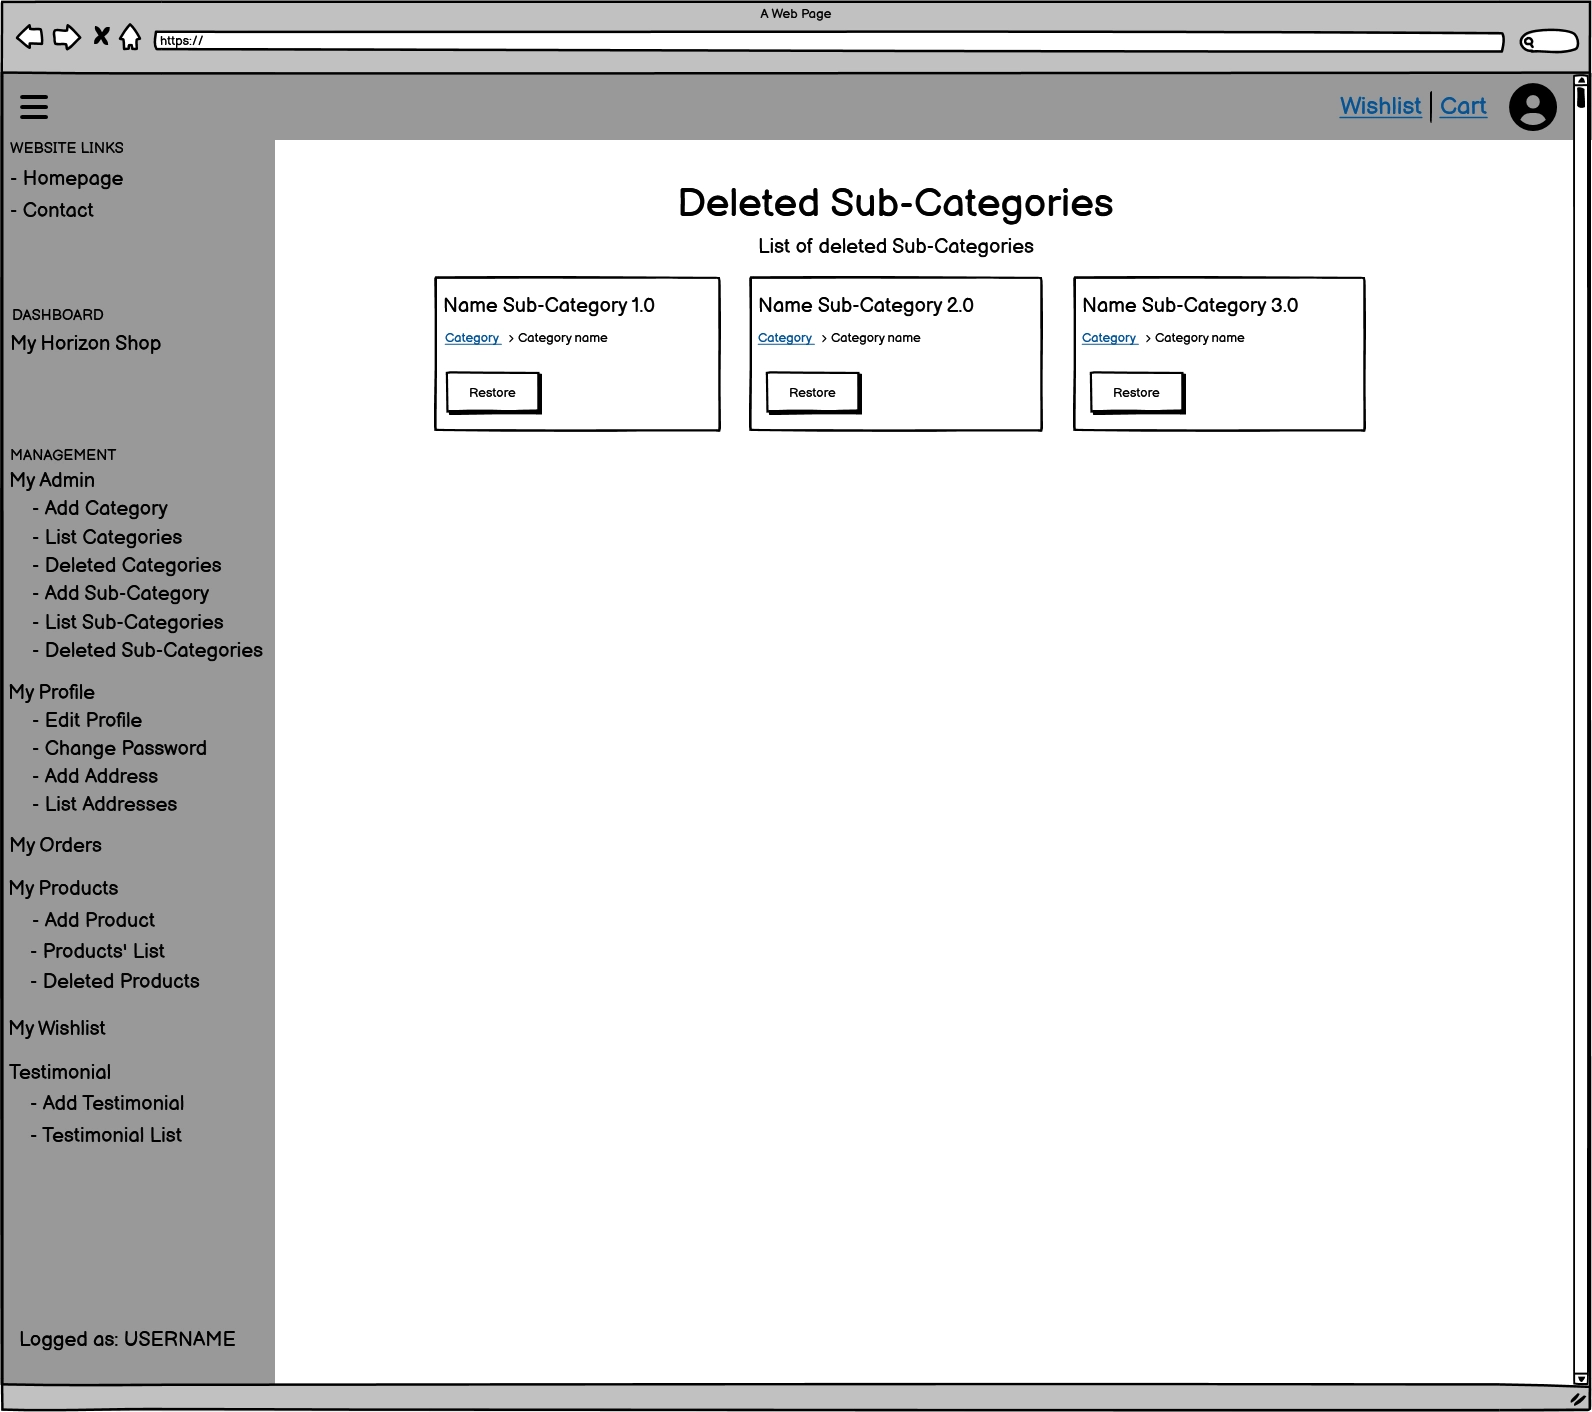 A Web Page
https://
Wishlist | Cart
WEBSITE LINKS
- Homepage
- Contact
DASHBOARD
My Horizon Shop
MANAGEMENT
My Admin
- Add Category
- List Categories
- Deleted Categories
- Add Sub-Category
- List Sub-Categories
- Deleted Sub-Categories
My Profile
- Edit Profile
- Change Password
- Add Address
- List Addresses
My Orders
My Products
- Add Product
- Products' List
- Deleted Products
My Wishlist
Testimonial
- Add Testimonial
- Testimonial List
Logged as: USERNAME
Deleted Sub-Categories
List of deleted Sub-Categories
Name Sub-Category 1.0
Category > Category name
Restore
Name Sub-Category 2.0
Category > Category name
Restore
Name Sub-Category 3.0
Category > Category name
Restore